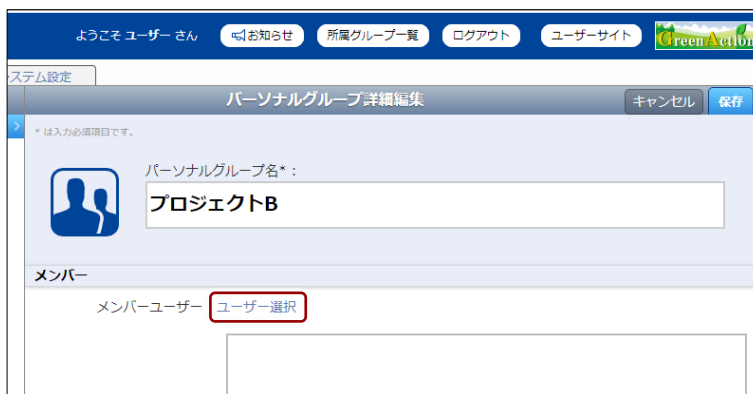 ようこそ ユーザー さん お知らせ 所属グループ一覧 ログアウト ユーザーサイト Green Action
ステム設定
パーソナルグループ詳細編集 キャンセル 保存
* は入力必須項目です。
パーソナルグループ名*：
プロジェクトB
メンバー
メンバーユーザー ユーザー選択